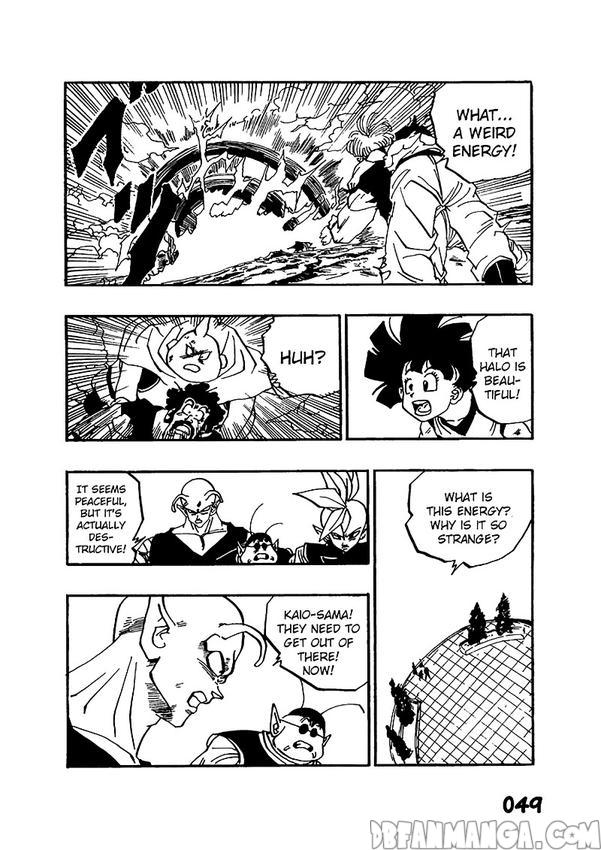 WHAT...
A WEIRD
ENERGY!
HUH?
THAT
HALO IS
BEAU-
TIFUL!
IT SEEMS
PEACEFUL,
BUT IT'S
ACTUALLY
DES-
TRUCTIVE!
WHAT IS
THIS ENERGY?
WHY IS IT SO
STRANGE?
KAIO-SAMA!
THEY NEED TO
GET OUT OF
THERE!
NOW!
049
DBFANMANGA.COM